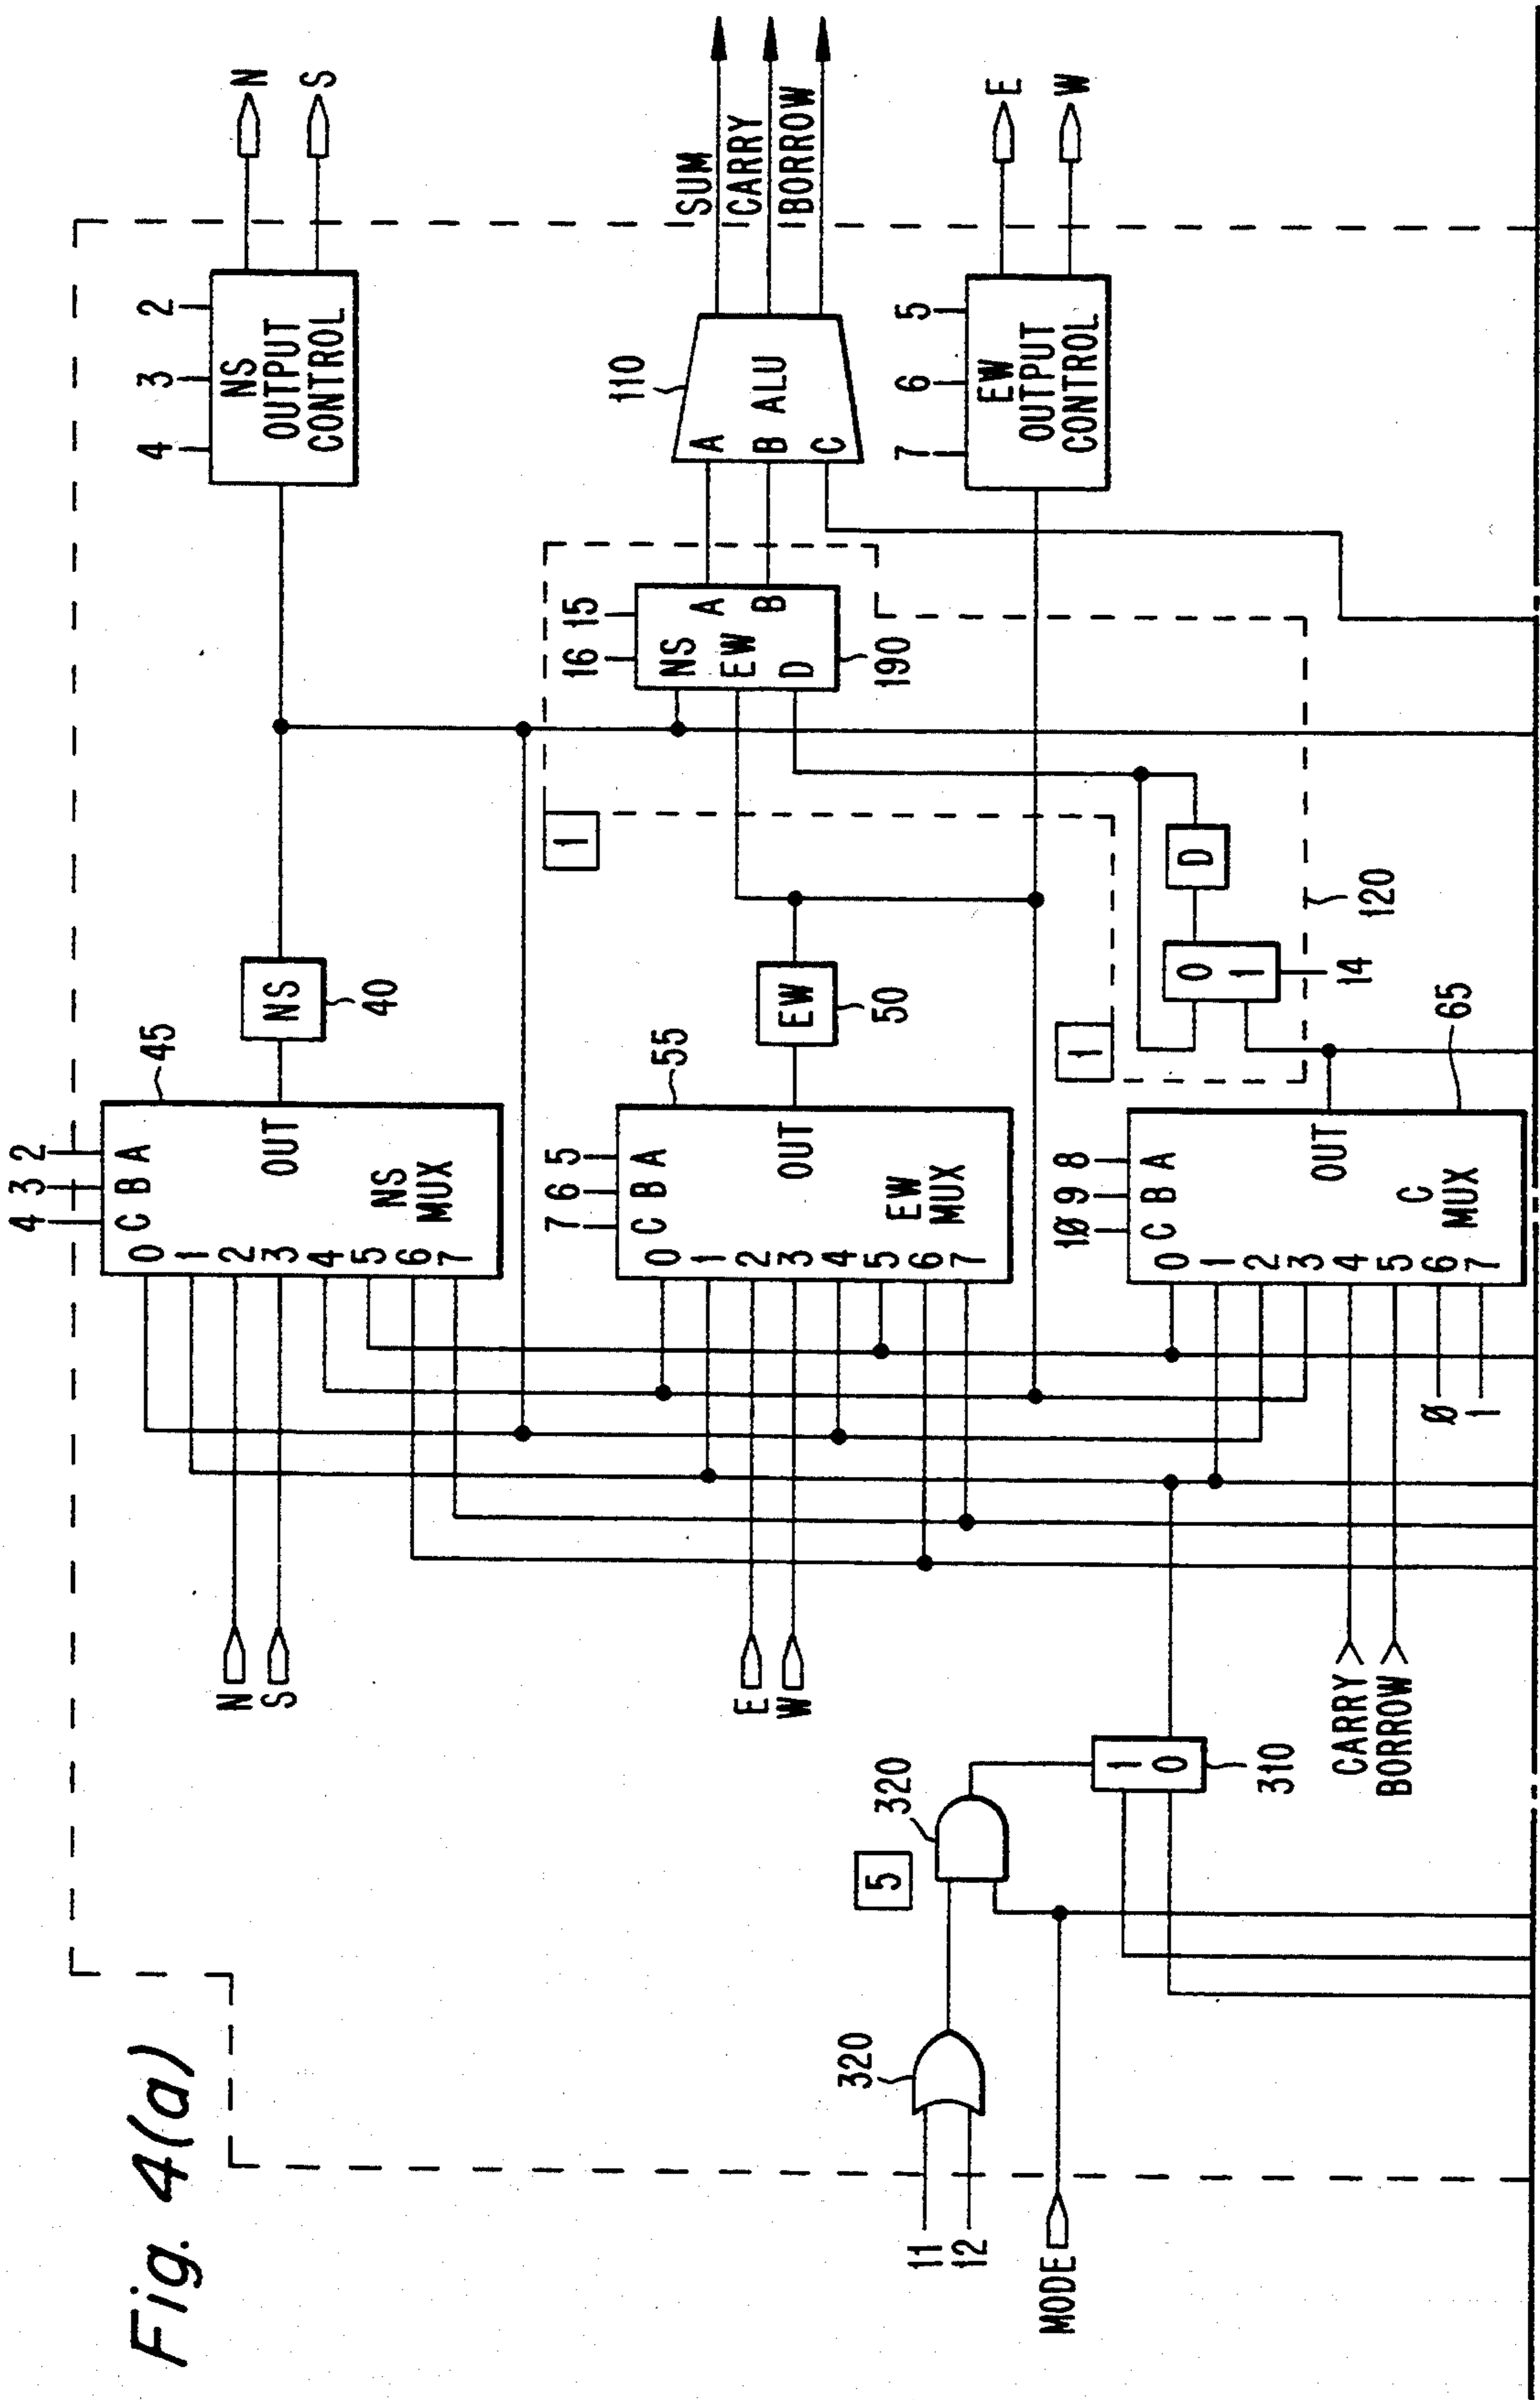 Fig. 4(a)
N
S
N
S
2
3
4
C B A
45
OUT
NS
MUX
0
1
2
3
4
5
6
7
NS
40
2
3
4
NS
OUTPUT
CONTROL
E
W
5
6
7
C B A
55
OUT
EW
MUX
0
1
2
3
4
5
6
7
EW
50
1
16
15
NS
EW
D
A
B
190
110
A
B
C
ALU
SUM
CARRY
BORROW
7
6
5
EW
OUTPUT
CONTROL
E
W
11
12
MODE
320
5
320
1
0
310
CARRY
BORROW
Ø
1
8
9
1Ø
C B A
65
OUT
C
MUX
0
1
2
3
4
5
6
7
1
0
1
14
D
120